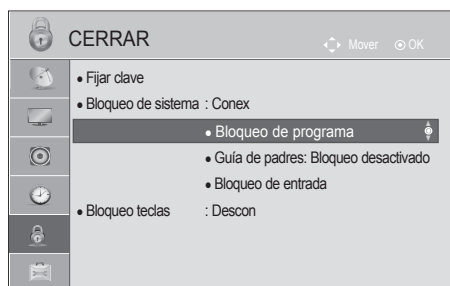 CERRAR
Mover OK
• Fijar clave
• Bloqueo de sistema : Conex
• Bloqueo de programa
• Guía de padres: Bloqueo desactivado
• Bloqueo de entrada
• Bloqueo teclas : Descon